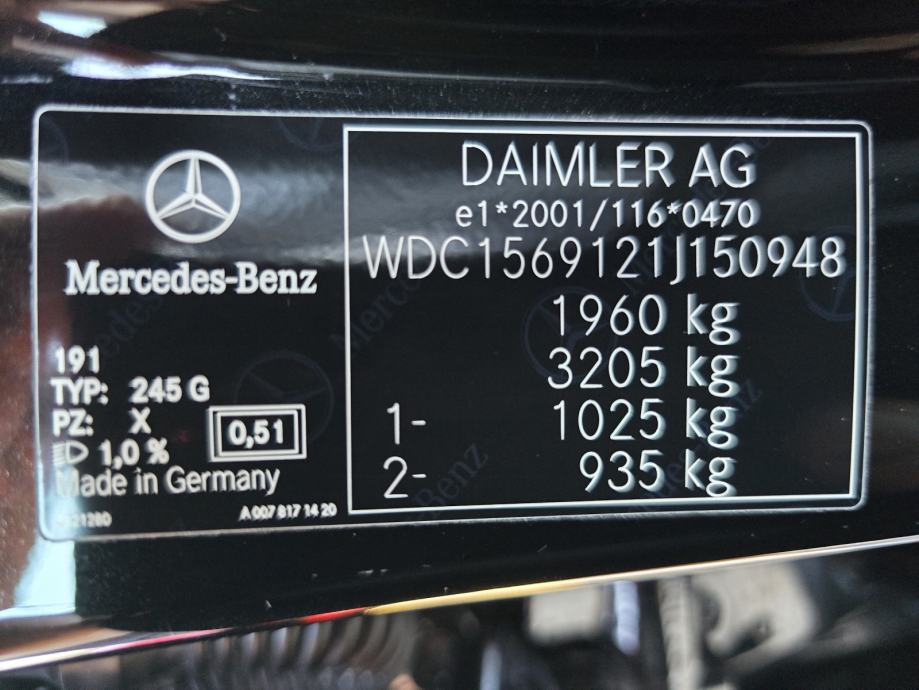 Mercedes-Benz
191
TYP: 245 G
PZ: X
1,0 %
0,51
Made in Germany
A 007 817 14 20
DAIMLER AG
e1*2001/116*0470
WDC1569121J150948
1960 kg
3205 kg
1- 1025 kg
2- 935 kg